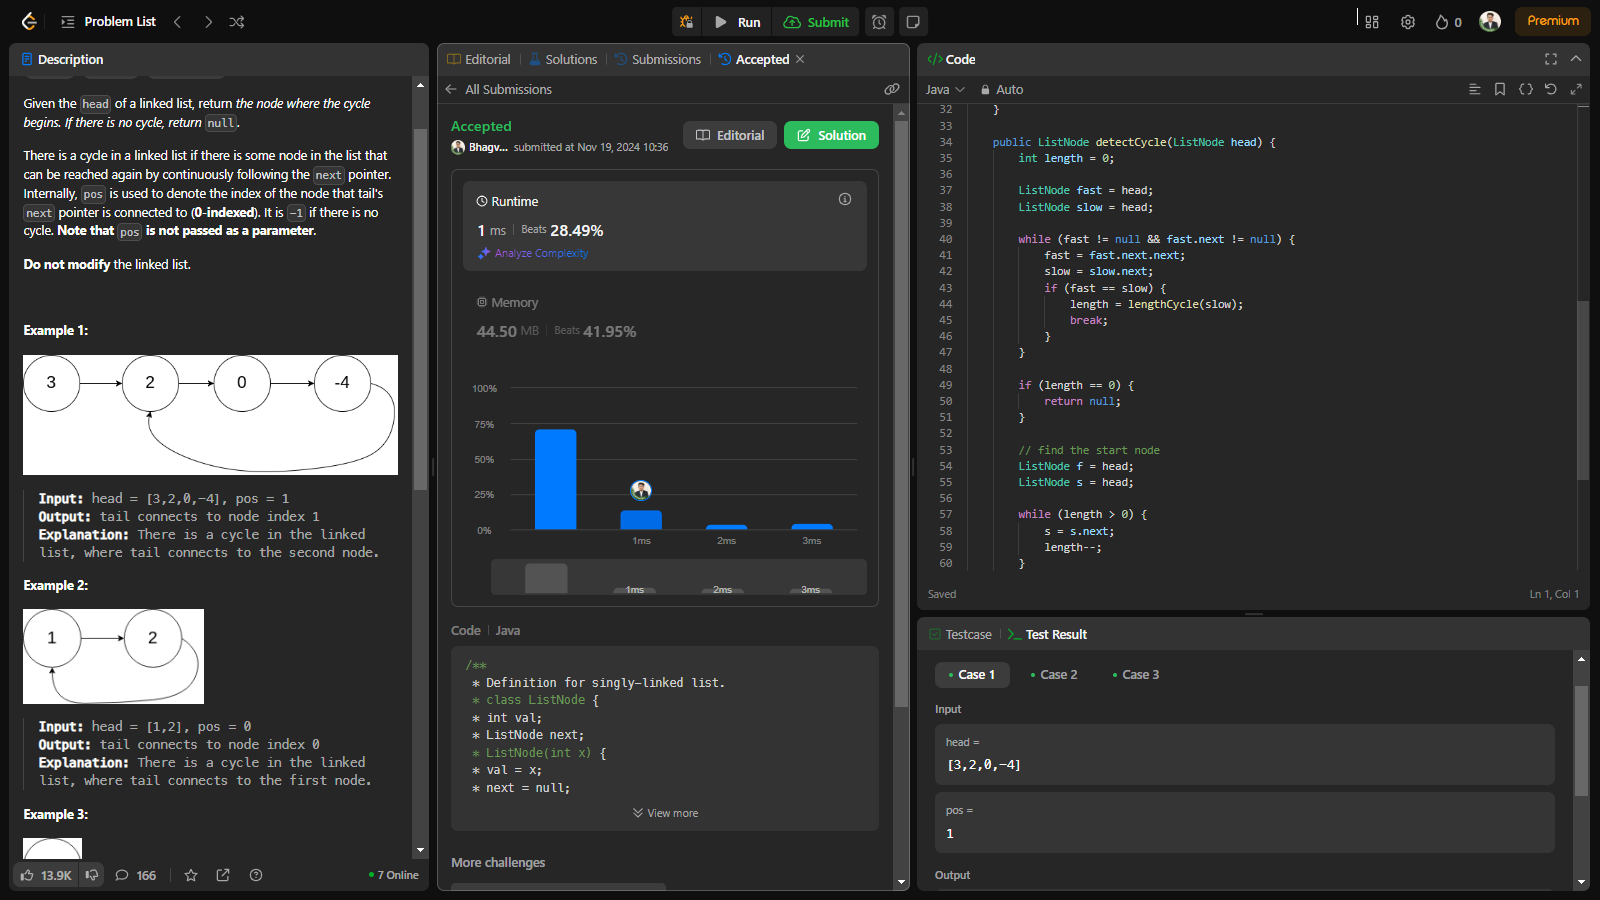 Problem List
Run
Submit
0
Premium
Description
Given the head of a linked list, return the node where the cycle
begins. If there is no cycle, return null.
There is a cycle in a linked list if there is some node in the list that
can be reached again by continuously following the next pointer.
Internally, pos is used to denote the index of the node that tail's
next pointer is connected to (0-indexed). It is -1 if there is no
cycle. Note that pos is not passed as a parameter.
Do not modify the linked list.
Example 1:
3
2
0
-4
Input: head = [3,2,0,-4], pos = 1
Output: tail connects to node index 1
Explanation: There is a cycle in the linked
list, where tail connects to the second node.
Example 2:
1
2
Input: head = [1,2], pos = 0
Output: tail connects to node index 0
Explanation: There is a cycle in the linked
list, where tail connects to the first node.
Example 3:
13.9K
166
7 Online
Editorial
Solutions
Submissions
Accepted
All Submissions
Accepted
Bhagv... submitted at Nov 19, 2024 10:36
Editorial
Solution
Runtime
1 ms | Beats 28.49%
Analyze Complexity
Memory
44.50 MB | Beats 41.95%
100%
75%
50%
25%
0%
1ms
2ms
3ms
1ms
2ms
3ms
Code | Java
/**
* Definition for singly-linked list.
* class ListNode {
* int val;
* ListNode next;
* ListNode(int x) {
* val = x;
* next = null;
View more
More challenges
</> Code
Java
Auto
32 }
33
34 public ListNode detectCycle(ListNode head) {
35 int length = 0;
36
37 ListNode fast = head;
38 ListNode slow = head;
39
40 while (fast != null && fast.next != null) {
41 fast = fast.next.next;
42 slow = slow.next;
43 if (fast == slow) {
44 length = lengthCycle(slow);
45 break;
46 }
47 }
48
49 if (length == 0) {
50 return null;
51 }
52
53 // find the start node
54 ListNode f = head;
55 ListNode s = head;
56
57 while (length > 0) {
58 s = s.next;
59 length--;
60 }
Saved
Ln 1, Col 1
Testcase
Test Result
Case 1
Case 2
Case 3
Input
head =
[3,2,0,-4]
pos =
1
Output